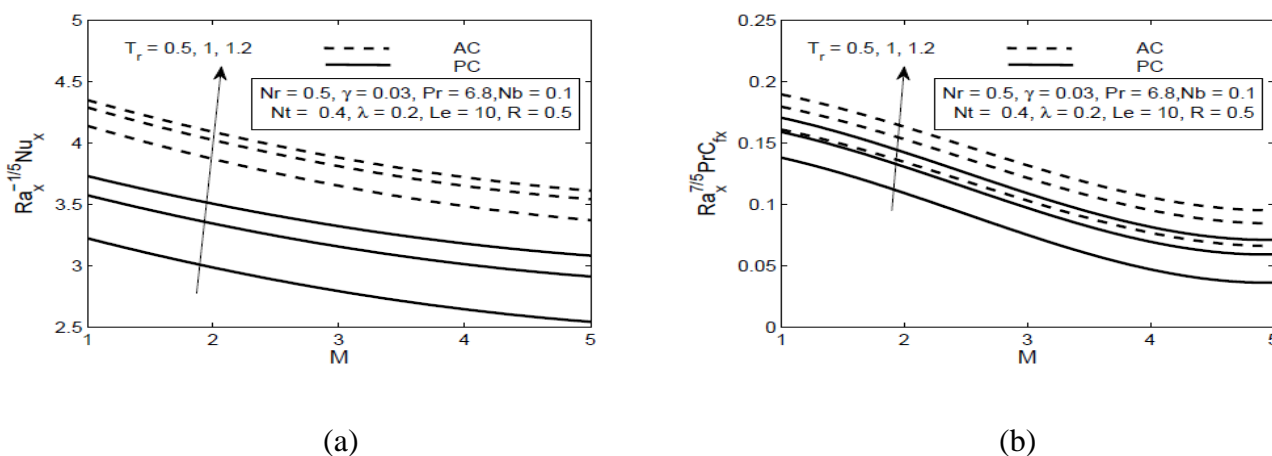 5
4.5
4
3.5
3
2.5
1
2
3
4
5
M
Ra_x^{-1/5}Nu_x
T_r = 0.5, 1, 1.2
AC
PC
Nr = 0.5, γ = 0.03, Pr = 6.8,Nb = 0.1
Nt = 0.4, λ = 0.2, Le = 10, R = 0.5
(a)
0.25
0.2
0.15
0.1
0.05
0
1
2
3
4
5
M
Ra_x^{7/5}PrC_{fx}
T_r = 0.5, 1, 1.2
AC
PC
Nr = 0.5, γ = 0.03, Pr = 6.8,Nb = 0.1
Nt = 0.4, λ = 0.2, Le = 10, R = 0.5
(b)